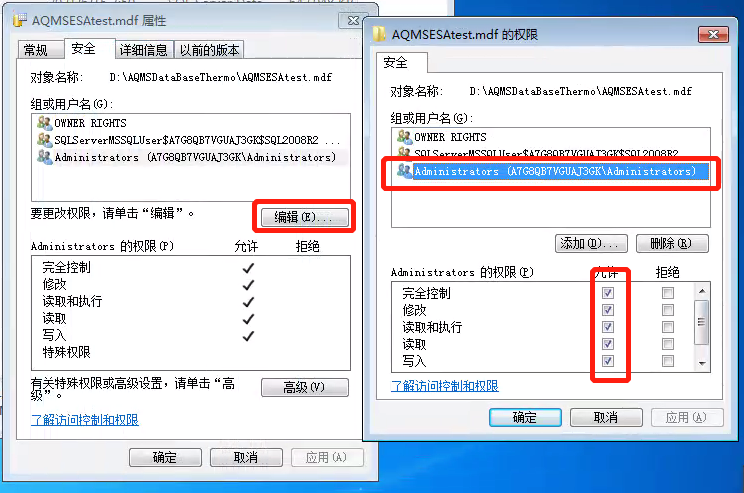 AQMSESAtest.mdf 属性
常规 安全 详细信息 以前的版本
对象名称: D:\AQMSDataBaseThermo\AQMSESAtest.mdf
组或用户名(G):
OWNER RIGHTS
SQLServerMSSQLUser$A7G8QB7VGUAJ3GK$SQL2008R2 ...
Administrators (A7G8QB7VGUAJ3GK\Administrators)
要更改权限，请单击“编辑”。
编辑(E)...
Administrators 的权限(P) 允许 拒绝
完全控制
修改
读取和执行
读取
写入
特殊权限
有关特殊权限或高级设置，请单击“高
级”。
高级(V)
了解访问控制和权限
确定 取消 应用(A)
AQMSESAtest.mdf 的权限
安全
对象名称: D:\AQMSDataBaseThermo\AQMSESAtest.mdf
组或用户名(G):
OWNER RIGHTS
SQLServerMSSQLUser$A7G8QB7VGUAJ3GK$SQL2008R2
Administrators (A7G8QB7VGUAJ3GK\Administrators)
添加(D)... 删除(R)
Administrators 的权限(P) 允许 拒绝
完全控制
修改
读取和执行
读取
写入
了解访问控制和权限
确定 取消 应用(A)